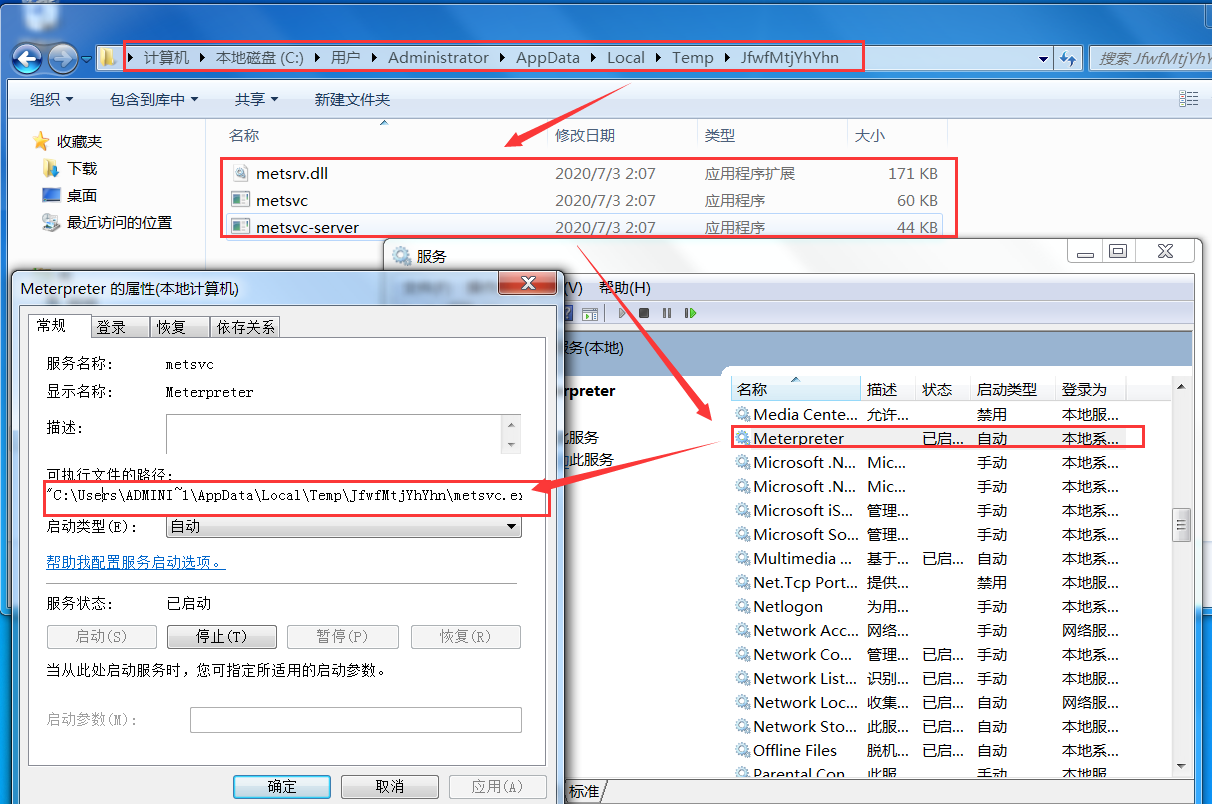 计算机 本地磁盘 (C:) 用户 Administrator AppData Local Temp JfwfMtjYhYhn
搜索 JfwfMtjYhY
组织 包含到库中 共享 新建文件夹
收藏夹
下载
桌面
最近访问的位置
名称 修改日期 类型 大小
metsrv.dll 2020/7/3 2:07 应用程序扩展 171 KB
metsvc 2020/7/3 2:07 应用程序 60 KB
metsvc-server 2020/7/3 2:07 应用程序 44 KB
服务
(V) 帮助(H)
服务(本地)
rpreter
此服务
动此服务
名称 描述 状态 启动类型 登录为
Media Cente... 允许... 禁用 本地服...
Meterpreter 已启... 自动 本地系...
Microsoft .N... Mic... 手动 本地系...
Microsoft .N... Mic... 手动 本地系...
Microsoft iS... 管理... 手动 本地系...
Microsoft So... 管理... 手动 本地系...
Multimedia ... 基于... 已启... 自动 本地系...
Net.Tcp Port... 提供... 禁用 本地服...
Netlogon 为用... 手动 本地系...
Network Acc... 网络... 手动 网络服...
Network Co... 管理... 已启... 手动 本地系...
Network List... 识别... 已启... 手动 本地服...
Network Loc... 收集... 已启... 自动 网络服...
Network Sto... 此服... 已启... 自动 本地服...
Offline Files 脱机... 已启... 自动 本地系...
Parental Con... 此服... 手动 本地服...
标准
Meterpreter 的属性(本地计算机)
常规 登录 恢复 依存关系
服务名称: metsvc
显示名称: Meterpreter
描述:
可执行文件的路径:
"C:\Users\ADMINI~1\AppData\Local\Temp\JfwfMtjYhYhn\metsvc.ex
启动类型(E): 自动
帮助我配置服务启动选项。
服务状态: 已启动
启动(S) 停止(T) 暂停(P) 恢复(R)
当从此处启动服务时，您可指定所适用的启动参数。
启动参数(M):
确定 取消 应用(A)